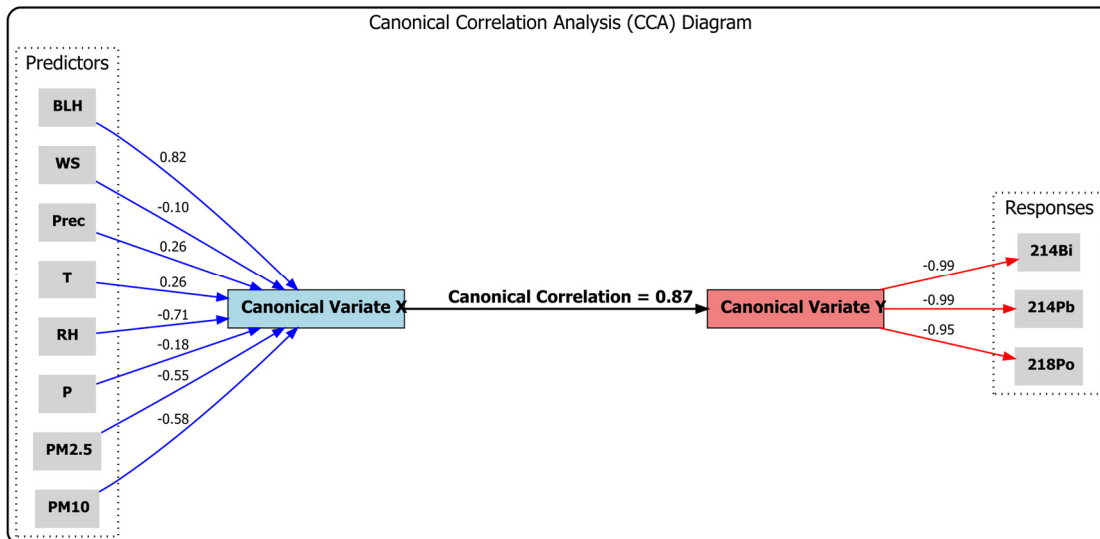 Canonical Correlation Analysis (CCA) Diagram
Predictors
BLH
WS
Prec
T
RH
P
PM2.5
PM10
0.82
-0.10
0.26
0.26
-0.71
-0.18
-0.55
-0.58
Canonical Variate X
Canonical Correlation = 0.87
Canonical Variate Y
-0.99
-0.99
-0.95
Responses
214Bi
214Pb
218Po